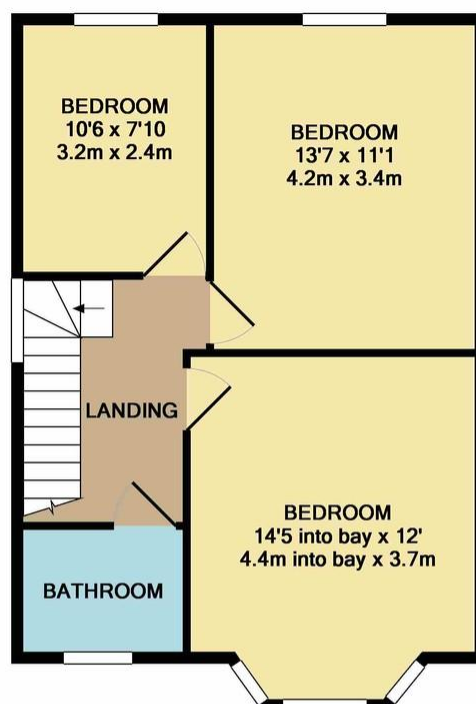 BEDROOM
10'6 x 7'10
3.2m x 2.4m
BEDROOM
13'7 x 11'1
4.2m x 3.4m
LANDING
BEDROOM
14'5 into bay x 12'
4.4m into bay x 3.7m
BATHROOM